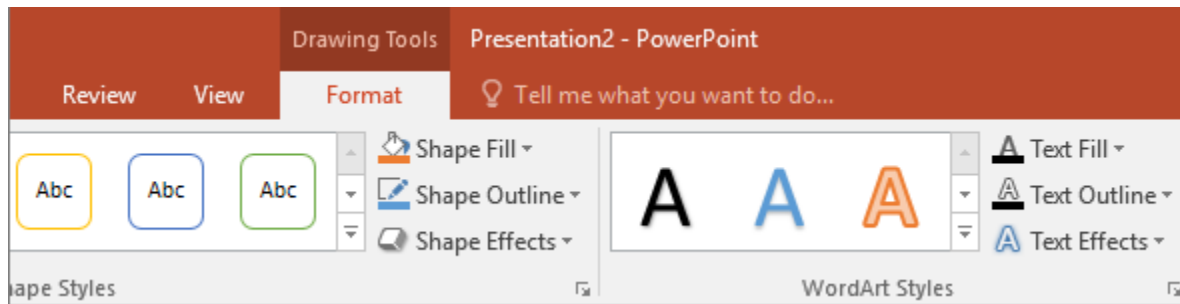 Drawing Tools Presentation2 - PowerPoint
Review View Format Tell me what you want to do...
Abc Abc Abc
Shape Fill
Shape Outline
Shape Effects
A A A
Text Fill
Text Outline
Text Effects
hape Styles
WordArt Styles